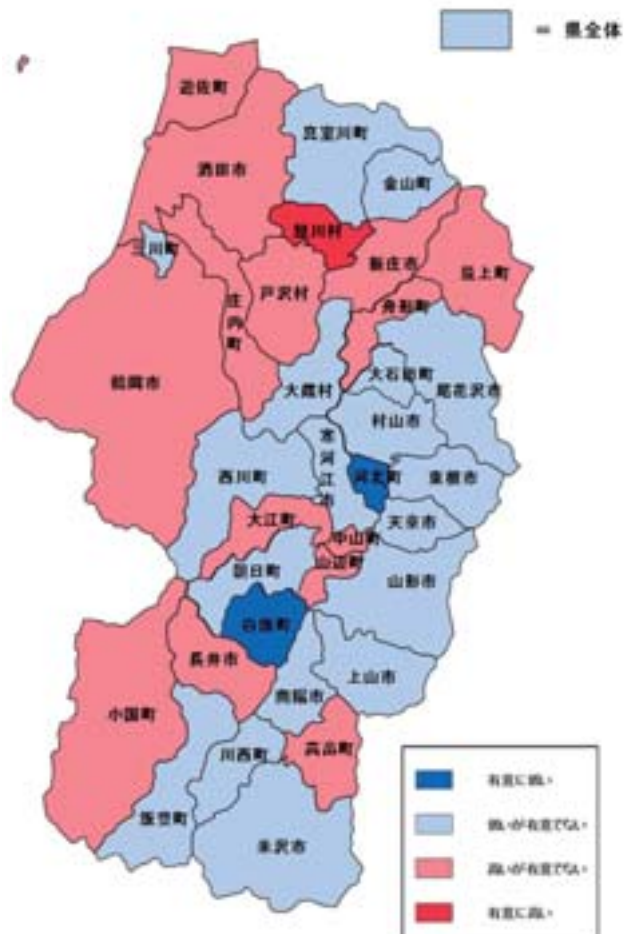 = 県全体
遊佐町
真室川町
酒田市
金山町
鮭川村
三川町
新庄市
最上町
戸沢村
庄内町
舟形町
鶴岡市
大石田町
大蔵村
尾花沢市
村山市
寒河江市
西川町
河北町
東根市
大江町
天童市
中山町
山辺町
朝日町
山形市
白鷹町
長井市
上山市
南陽市
小国町
高畠町
川西町
飯豊町
米沢市
有意に低い
低いが有意でない
高いが有意でない
有意に高い